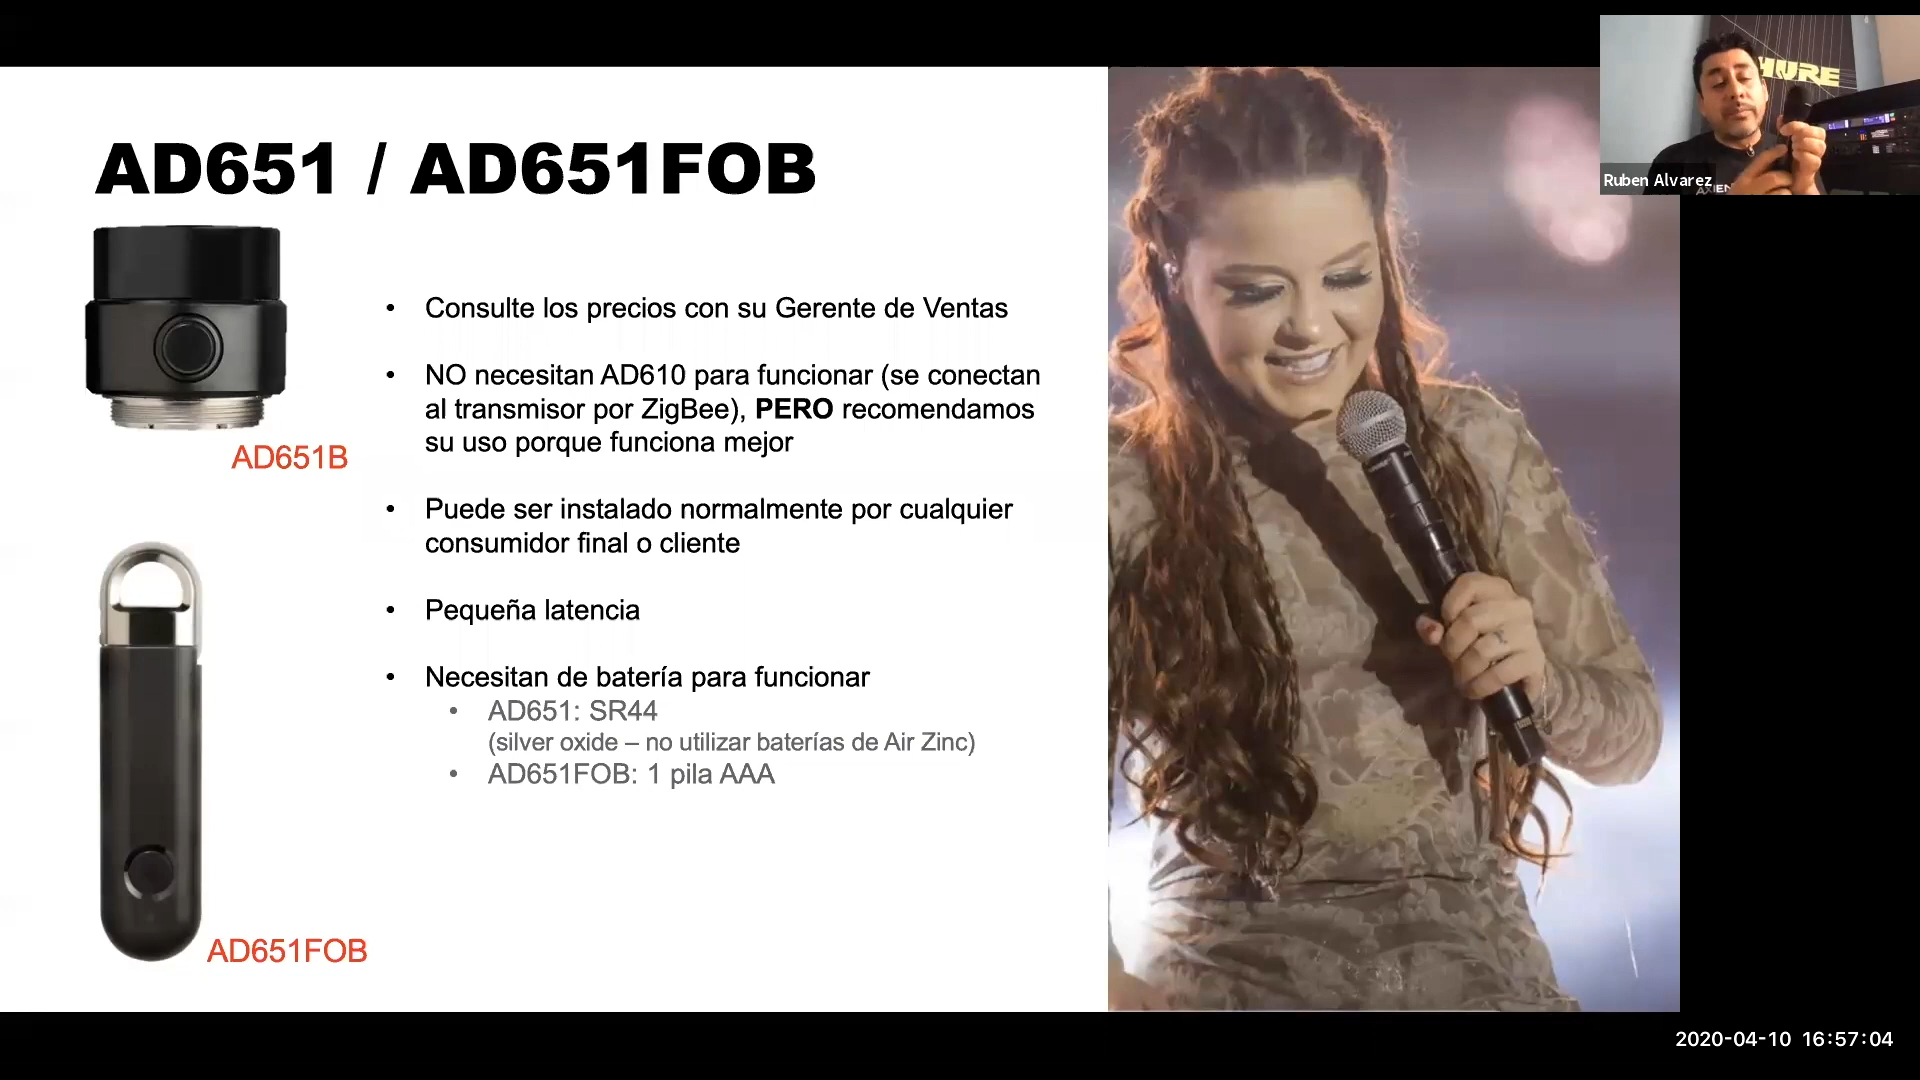 AD651 / AD651FOB
AD651B
AD651FOB
• Consulte los precios con su Gerente de Ventas
• NO necesitan AD610 para funcionar (se conectan
al transmisor por ZigBee), PERO recomendamos
su uso porque funciona mejor
• Puede ser instalado normalmente por cualquier
consumidor final o cliente
• Pequeña latencia
• Necesitan de batería para funcionar
• AD651: SR44
(silver oxide – no utilizar baterías de Air Zinc)
• AD651FOB: 1 pila AAA
HURE
Ruben Alvarez
AXIEN
2020-04-10 16:57:04